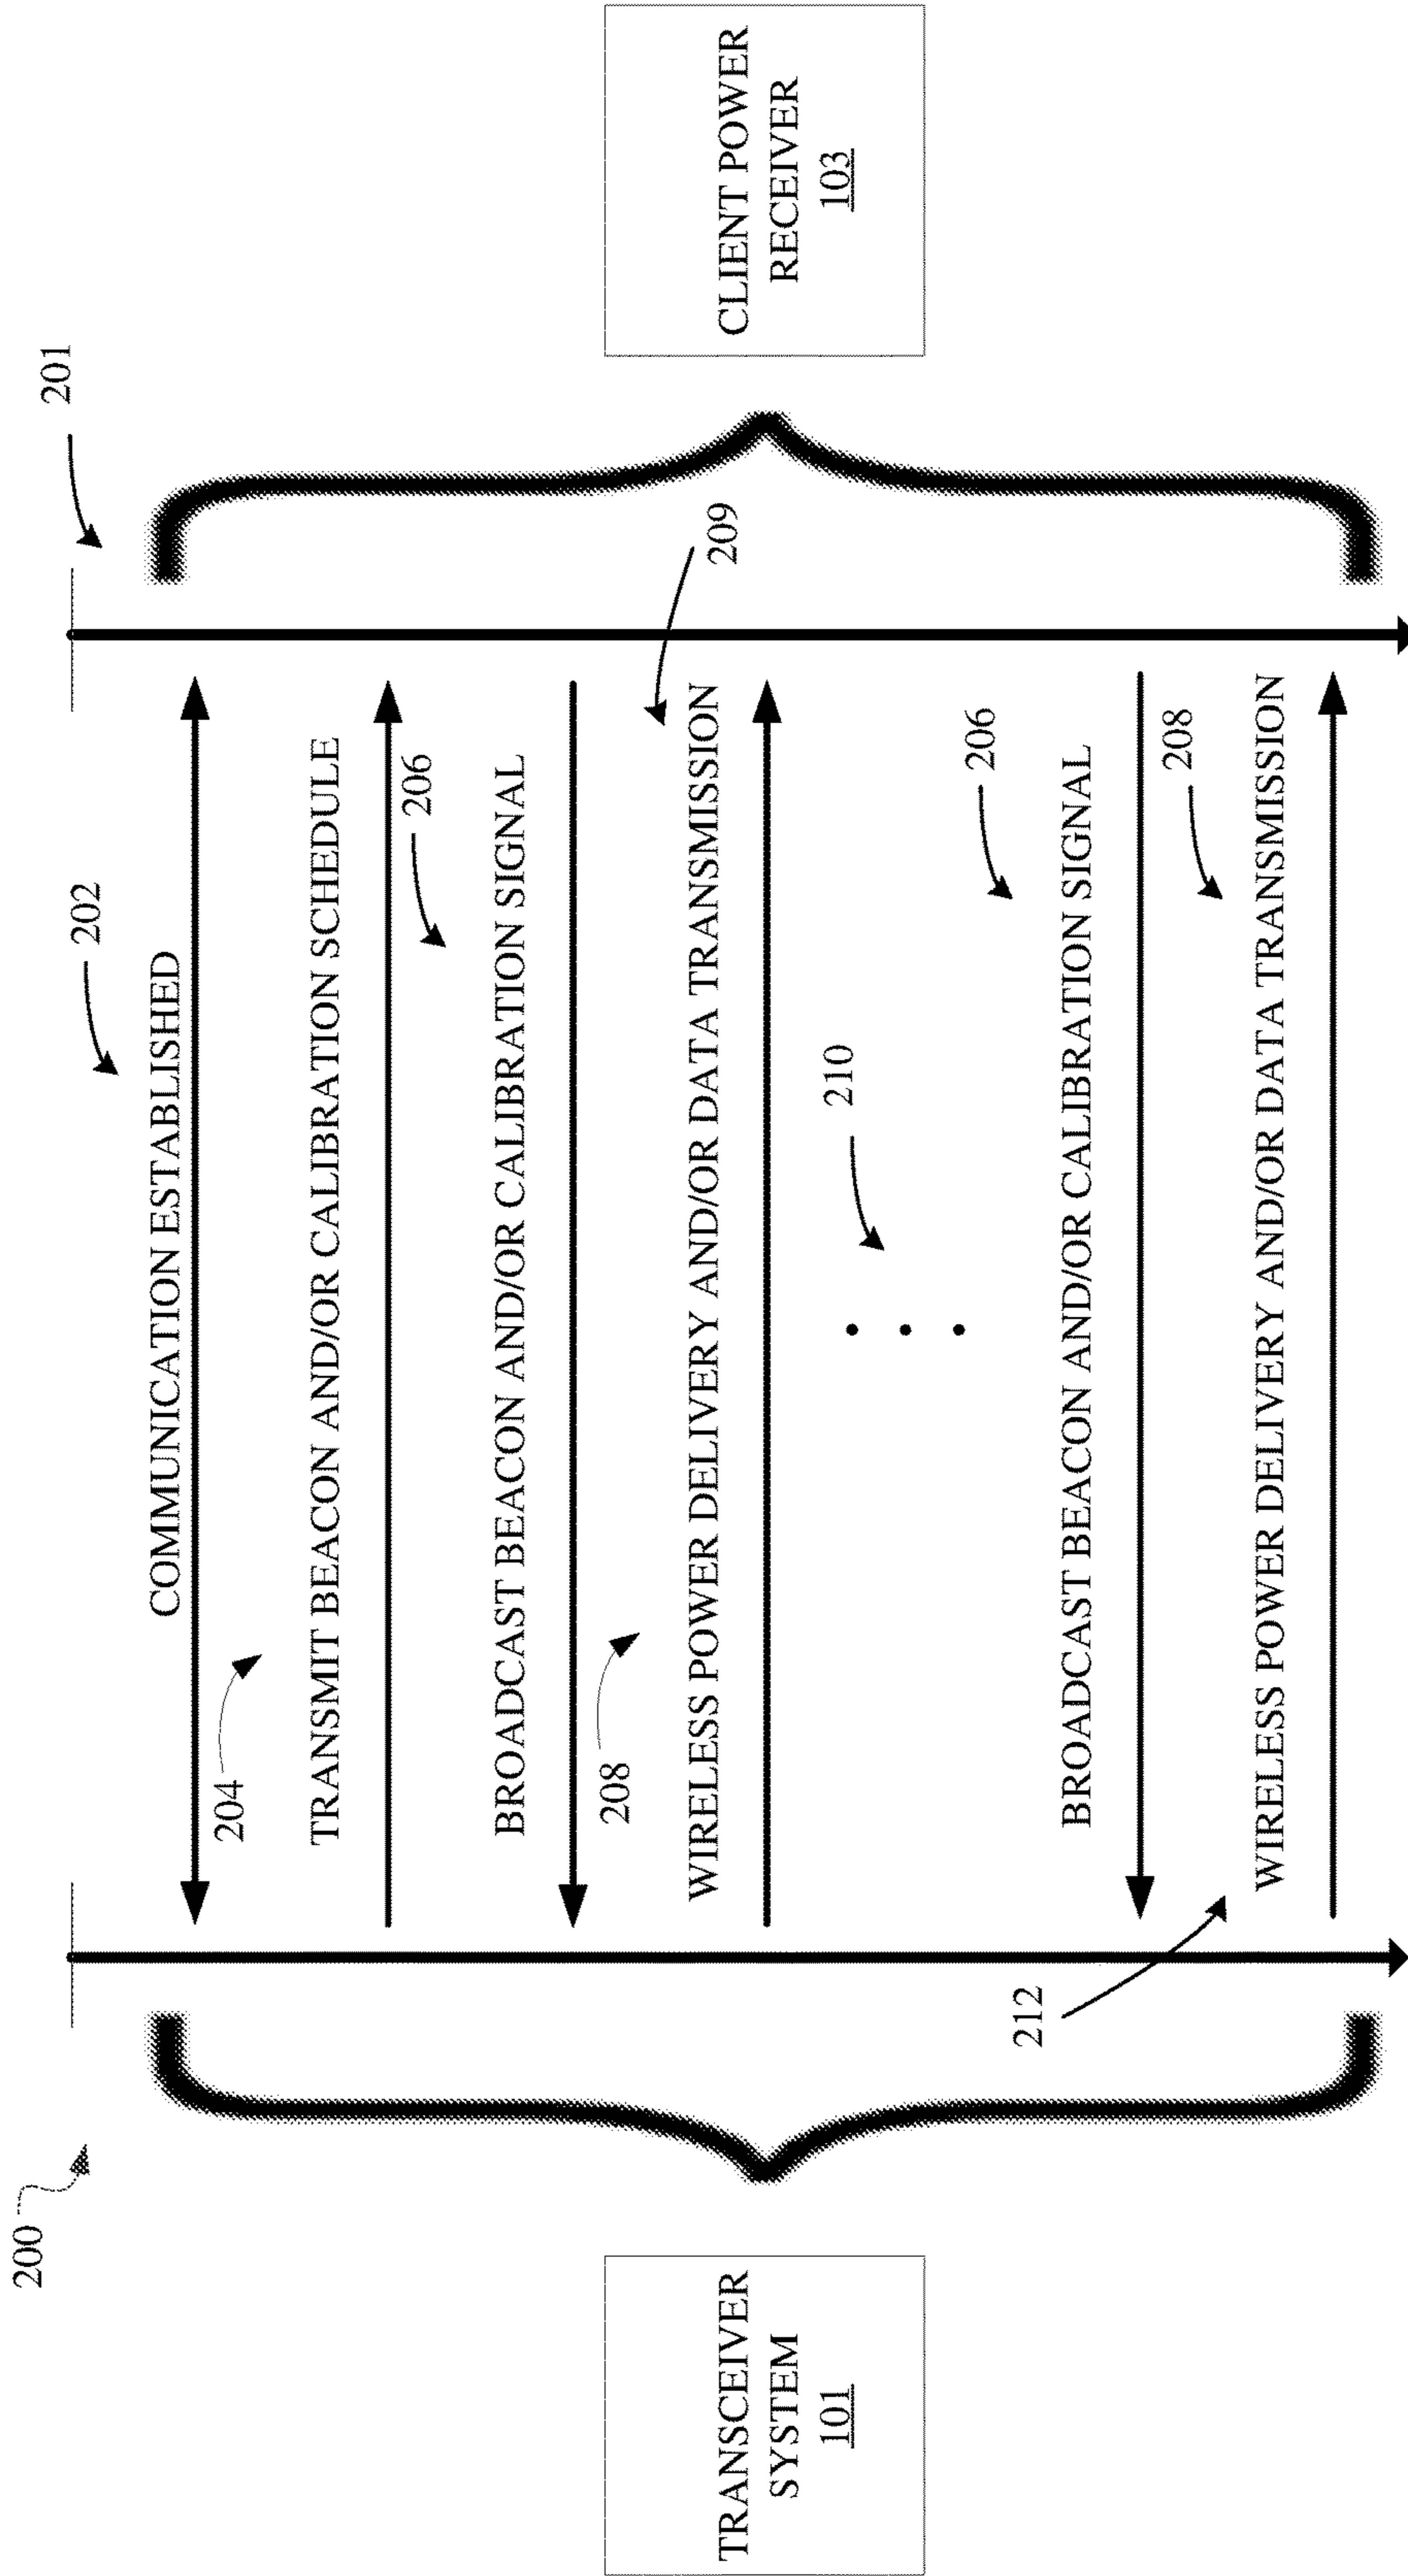 200
201
202
COMMUNICATION ESTABLISHED
204
TRANSMIT BEACON AND/OR CALIBRATION SCHEDULE
206
BROADCAST BEACON AND/OR CALIBRATION SIGNAL
208
209
WIRELESS POWER DELIVERY AND/OR DATA TRANSMISSION
TRANSCEIVER
SYSTEM
101
CLIENT POWER
RECEIVER
103
210
206
BROADCAST BEACON AND/OR CALIBRATION SIGNAL
212
208
WIRELESS POWER DELIVERY AND/OR DATA TRANSMISSION